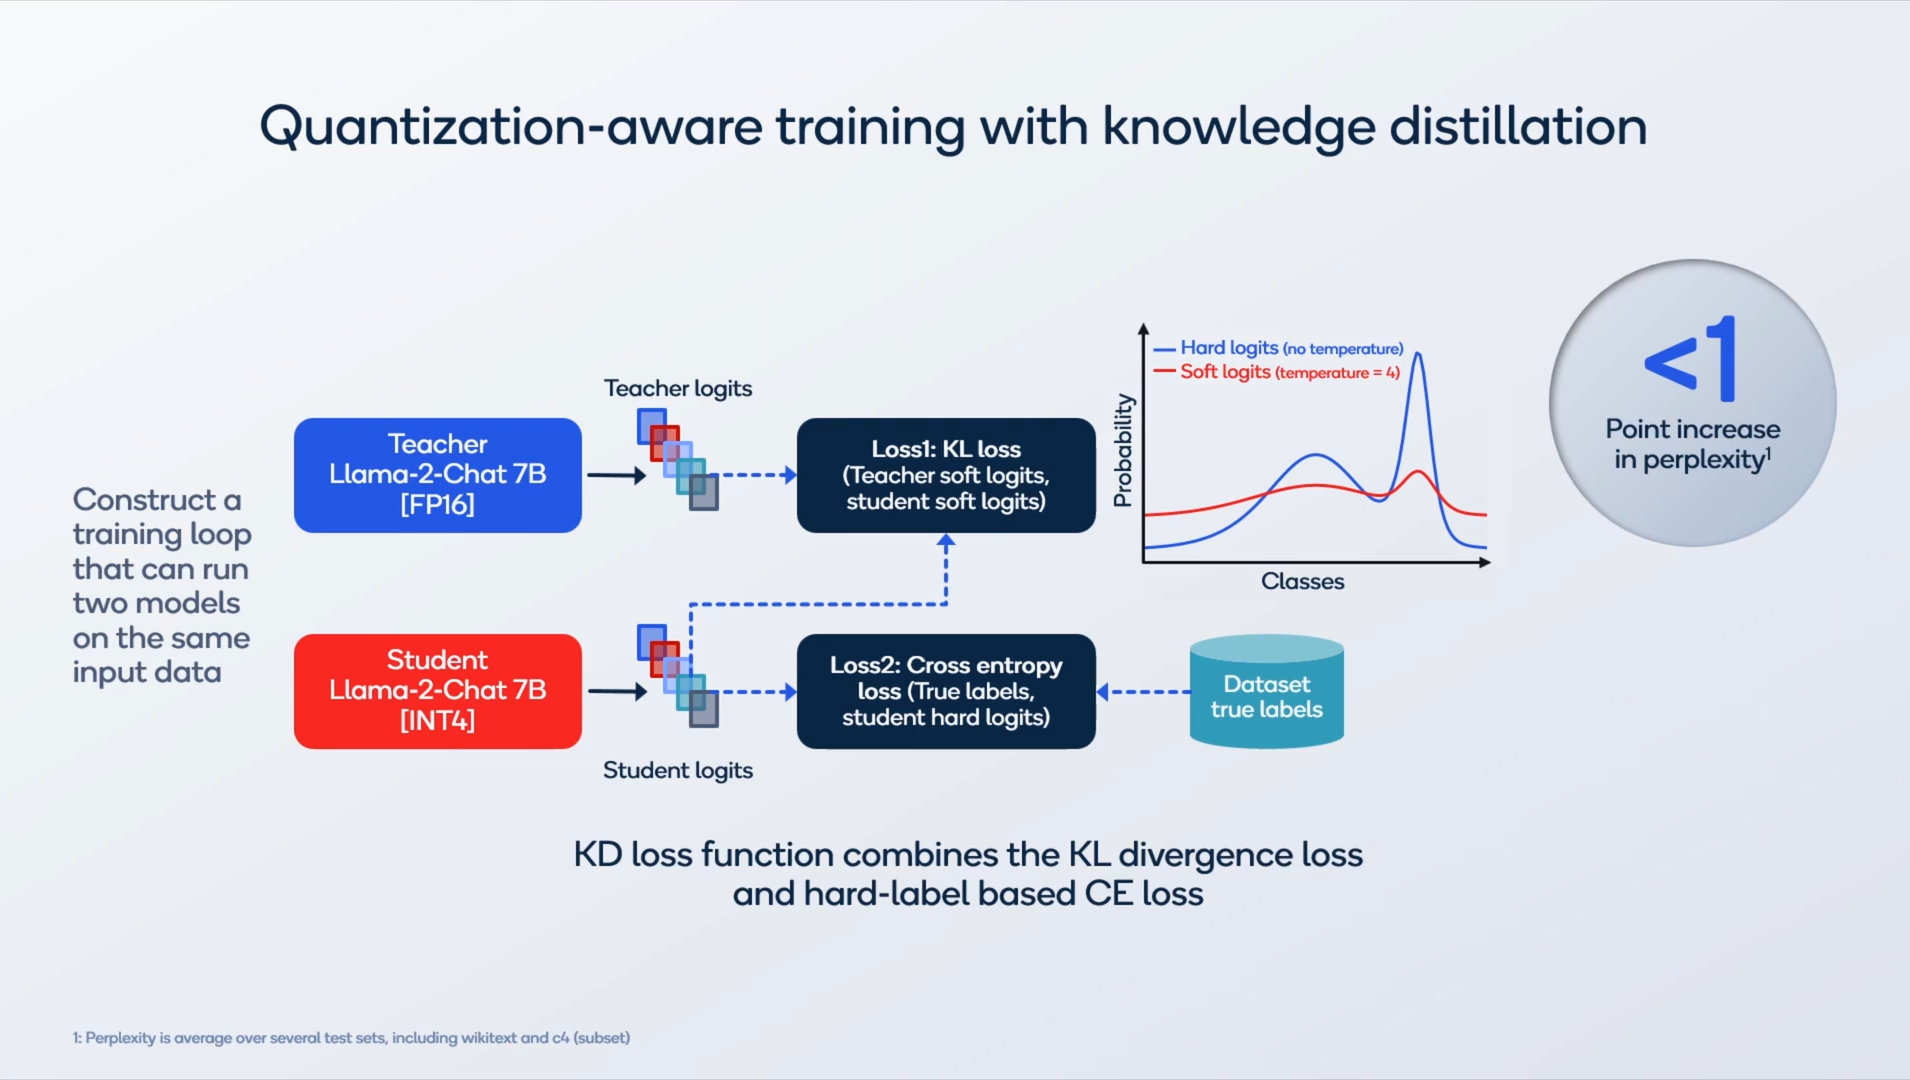 Quantization-aware training with knowledge distillation
Construct a
training loop
that can run
two models
on the same
input data
Teacher
Llama-2-Chat 7B
[FP16]
Teacher logits
Loss1: KL loss
(Teacher soft logits,
student soft logits)
Student
Llama-2-Chat 7B
[INT4]
Student logits
Loss2: Cross entropy
loss (True labels,
student hard logits)
Dataset
true labels
Hard logits (no temperature)
Soft logits (temperature = 4)
Probability
Classes
<1
Point increase
in perplexity¹
KD loss function combines the KL divergence loss
and hard-label based CE loss
1: Perplexity is average over several test sets, including wikitext and c4 (subset)